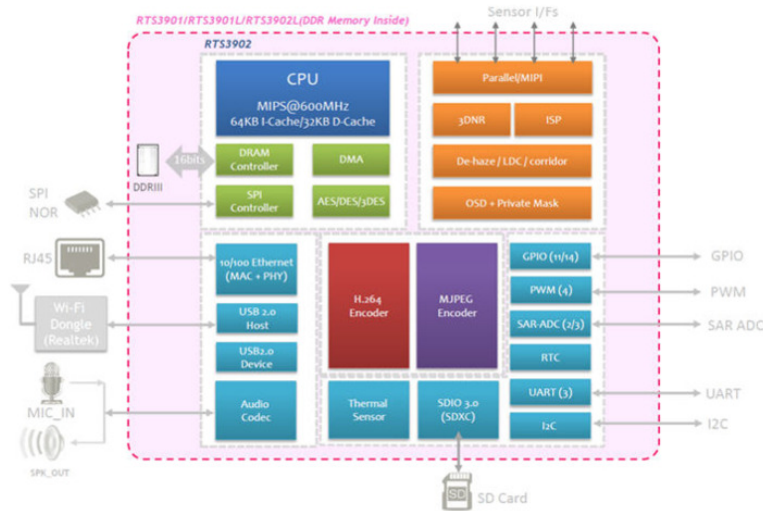 RTS3901/RTS3901L/RTS3902L(DDR Memory Inside)
Sensor I/Fs
RTS3902
CPU
MIPS@600MHz
64KB I-Cache/32KB D-Cache
DRAM
Controller
DMA
SPI
Controller
AES/DES/3DES
Parallel/MIPI
3DNR
ISP
De-haze / LDC / corridor
OSD + Private Mask
16bits
DDRIII
SPI
NOR
RJ45
Wi-Fi
Dongle
(Realtek)
MIC_IN
SPK_OUT
10/100 Ethernet
(MAC + PHY)
USB 2.0
Host
USB2.0
Device
Audio
Codec
H.264
Encoder
MJPEG
Encoder
Thermal
Sensor
SDIO 3.0
(SDXC)
GPIO (11/14)
PWM (4)
SAR-ADC (2/3)
RTC
UART (3)
I2C
GPIO
PWM
SAR ADC
UART
I2C
SD
SD Card